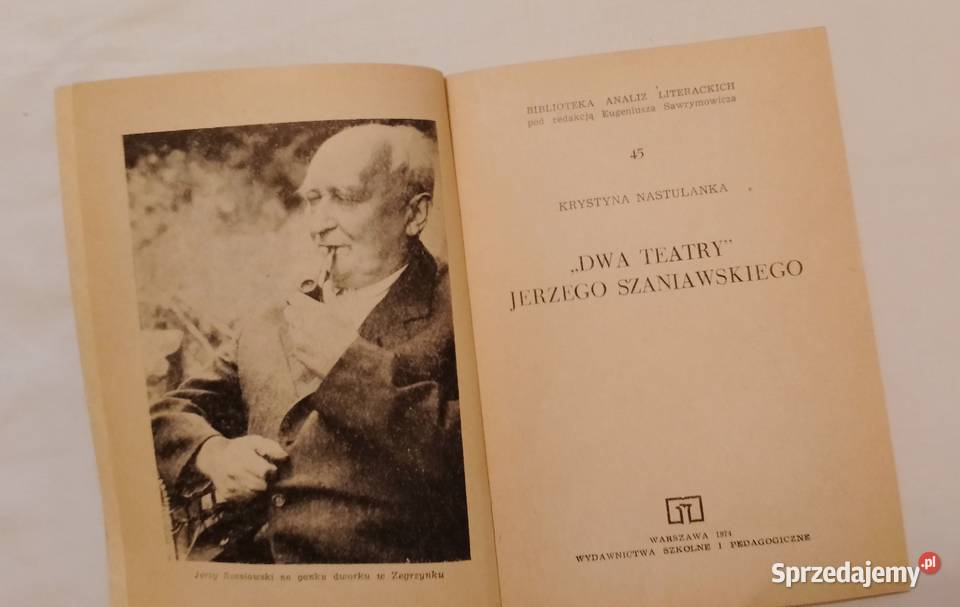 Jerzy Szaniawski na ganku dworku w Zegrzynku
BIBLIOTEKA ANALIZ LITERACKICH
pod redakcją Eugeniusza Sawrymowicza
45
KRYSTYNA NASTULANKA
„DWA TEATRY”
JERZEGO SZANIAWSKIEGO
WARSZAWA 1974
WYDAWNICTWA SZKOLNE I PEDAGOGICZNE
Sprzedajemy.pl